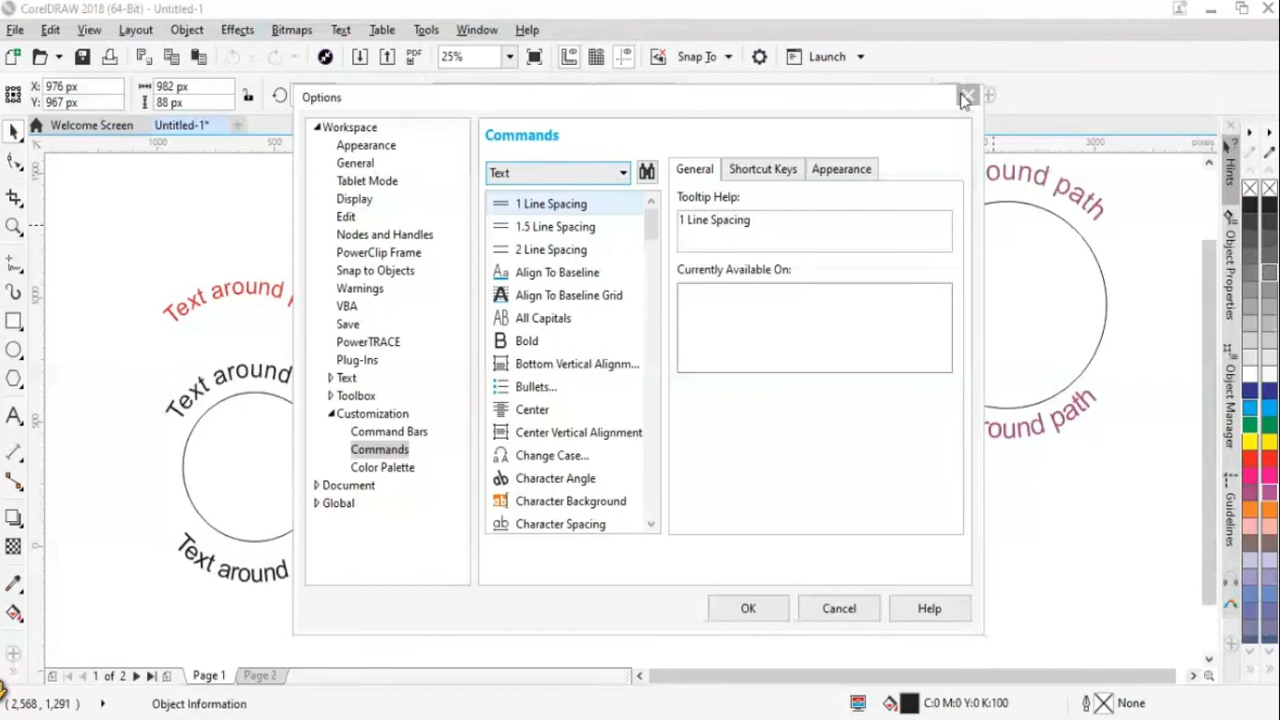 CorelDRAW 2018 (64-Bit) - Untitled-1
File Edit View Layout Object Effects Bitmaps Text Table Tools Window Help
PDF 25% Snap To Launch
X: 976 px 982 px
Y: 967 px 88 px
Options
Welcome Screen Untitled-1*
1000 500 3000 pixels
Workspace
Appearance
General
Tablet Mode
Display
Edit
Nodes and Handles
PowerClip Frame
Snap to Objects
Warnings
VBA
Save
PowerTRACE
Plug-Ins
Text
Toolbox
Customization
Command Bars
Commands
Color Palette
Document
Global
Commands
Text
1 Line Spacing
1.5 Line Spacing
2 Line Spacing
Align To Baseline
Align To Baseline Grid
All Capitals
Bold
Bottom Vertical Alignm...
Bullets...
Center
Center Vertical Alignment
Change Case...
Character Angle
Character Background
Character Spacing
General Shortcut Keys Appearance
Tooltip Help:
1 Line Spacing
Currently Available On:
OK Cancel Help
Text around p
Text around
Text around
ound path
ound path
Hints
Object Properties
Object Manager
Guidelines
1 of 2 Page 1 Page 2
( 2,568 , 1,291 ) Object Information C:0 M:0 Y:0 K:100 None